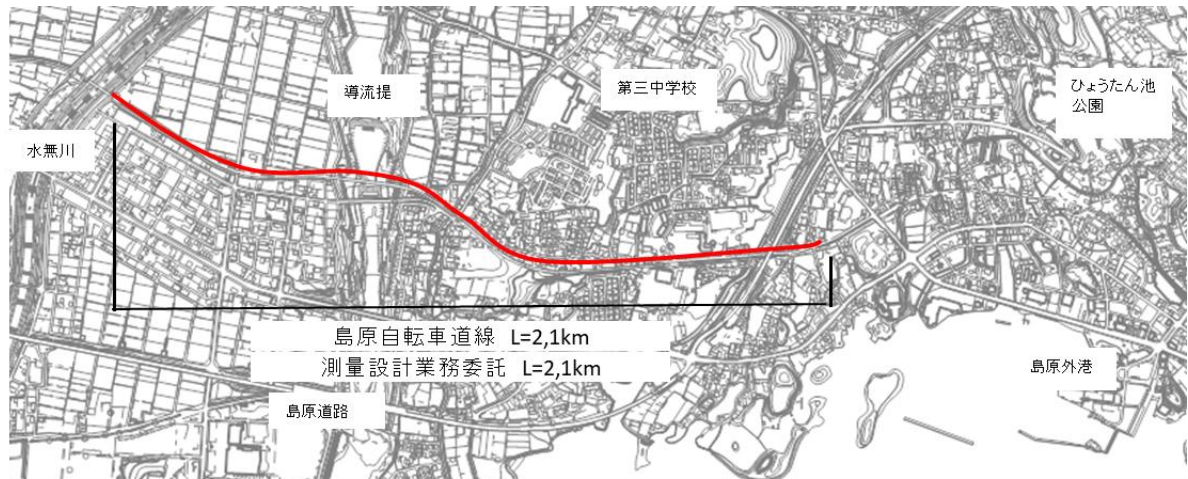 導流提
第三中学校
ひょうたん池
公園
水無川
島原自転車道線 L=2,1km
測量設計業務委託 L=2,1km
島原外港
島原道路